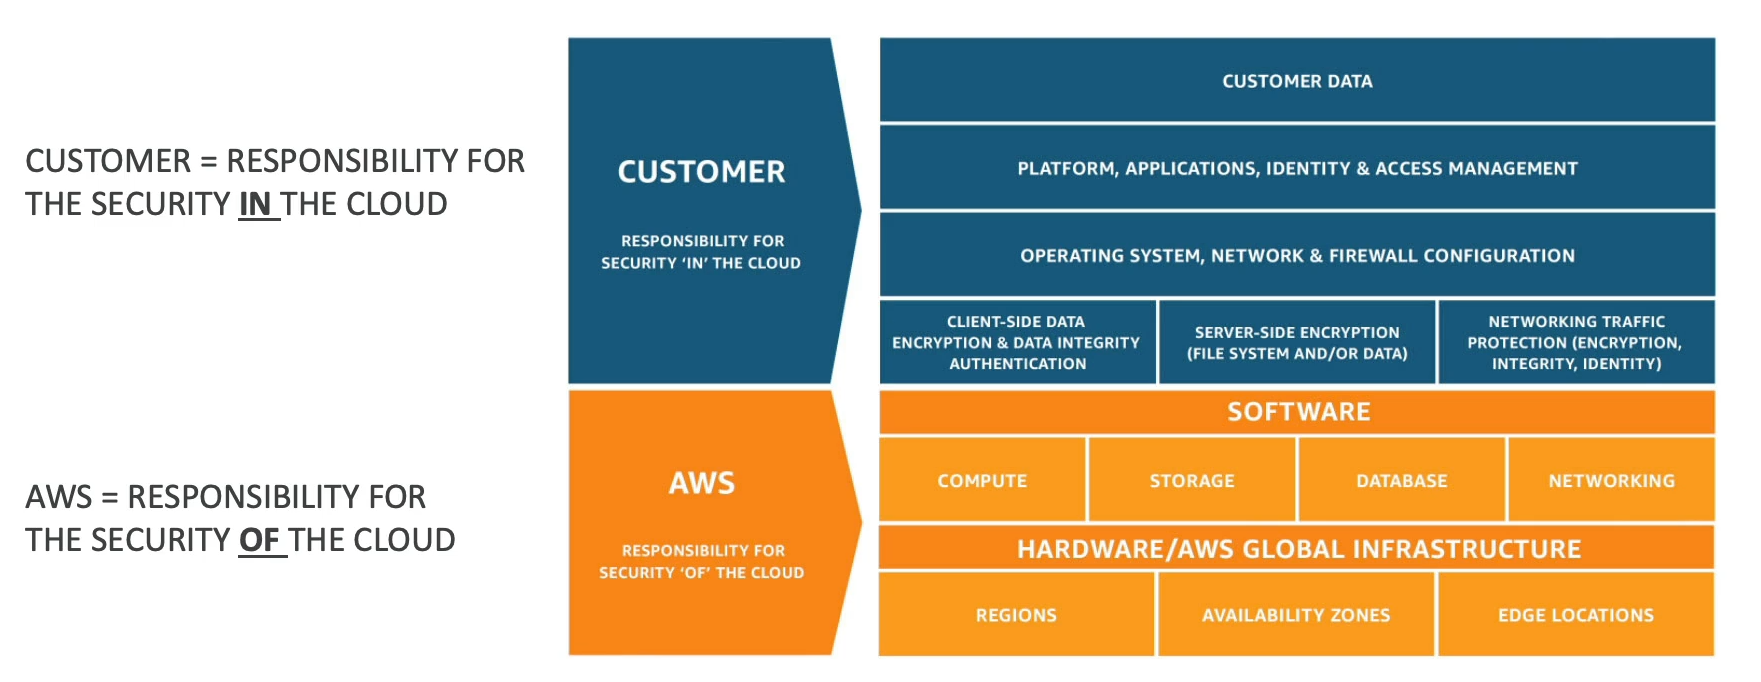 CUSTOMER = RESPONSIBILITY FOR
THE SECURITY IN THE CLOUD
AWS = RESPONSIBILITY FOR
THE SECURITY OF THE CLOUD
CUSTOMER
RESPONSIBILITY FOR
SECURITY ‘IN’ THE CLOUD
CUSTOMER DATA
PLATFORM, APPLICATIONS, IDENTITY & ACCESS MANAGEMENT
OPERATING SYSTEM, NETWORK & FIREWALL CONFIGURATION
CLIENT-SIDE DATA
ENCRYPTION & DATA INTEGRITY
AUTHENTICATION
SERVER-SIDE ENCRYPTION
(FILE SYSTEM AND/OR DATA)
NETWORKING TRAFFIC
PROTECTION (ENCRYPTION,
INTEGRITY, IDENTITY)
AWS
RESPONSIBILITY FOR
SECURITY ‘OF’ THE CLOUD
SOFTWARE
COMPUTE
STORAGE
DATABASE
NETWORKING
HARDWARE/AWS GLOBAL INFRASTRUCTURE
REGIONS
AVAILABILITY ZONES
EDGE LOCATIONS